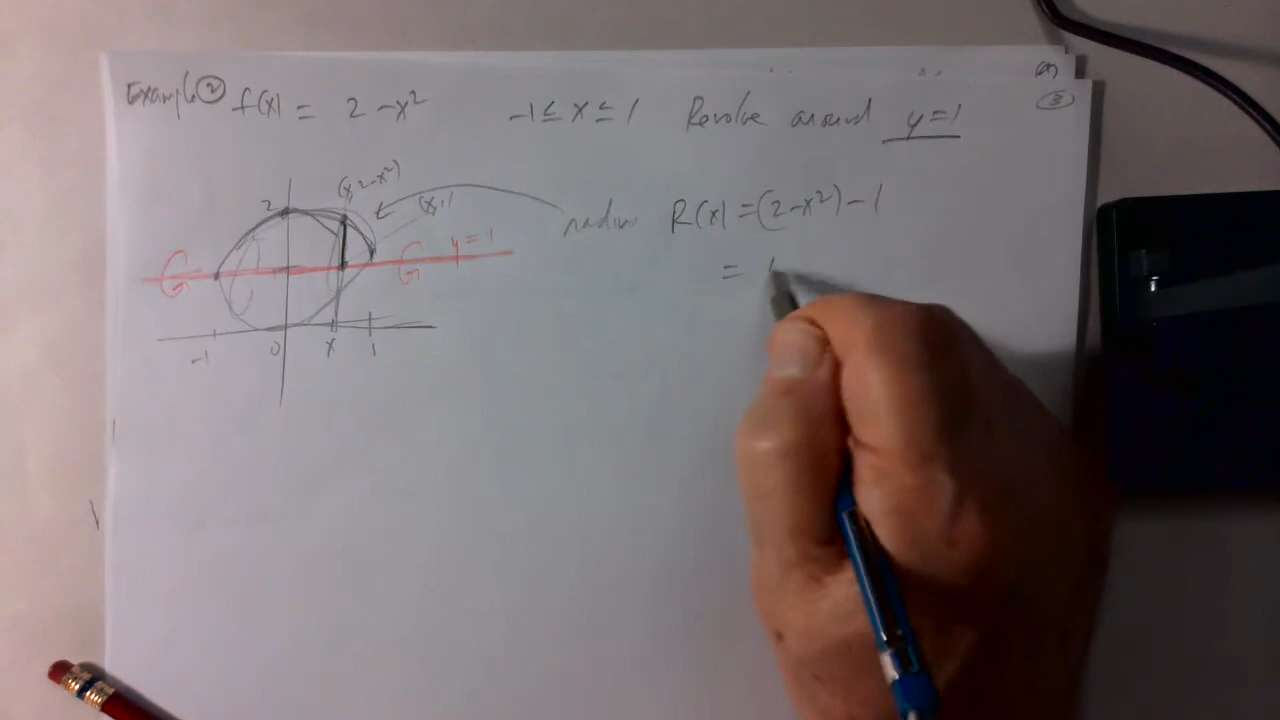 Example ② f(x) = 2 - x² -1 ≤ x ≤ 1 Revolve around y=1
③
(x, 2-x²)
2
(x,1)
radius R(x) = (2-x²) - 1
y = 1
=
-1 0 x 1